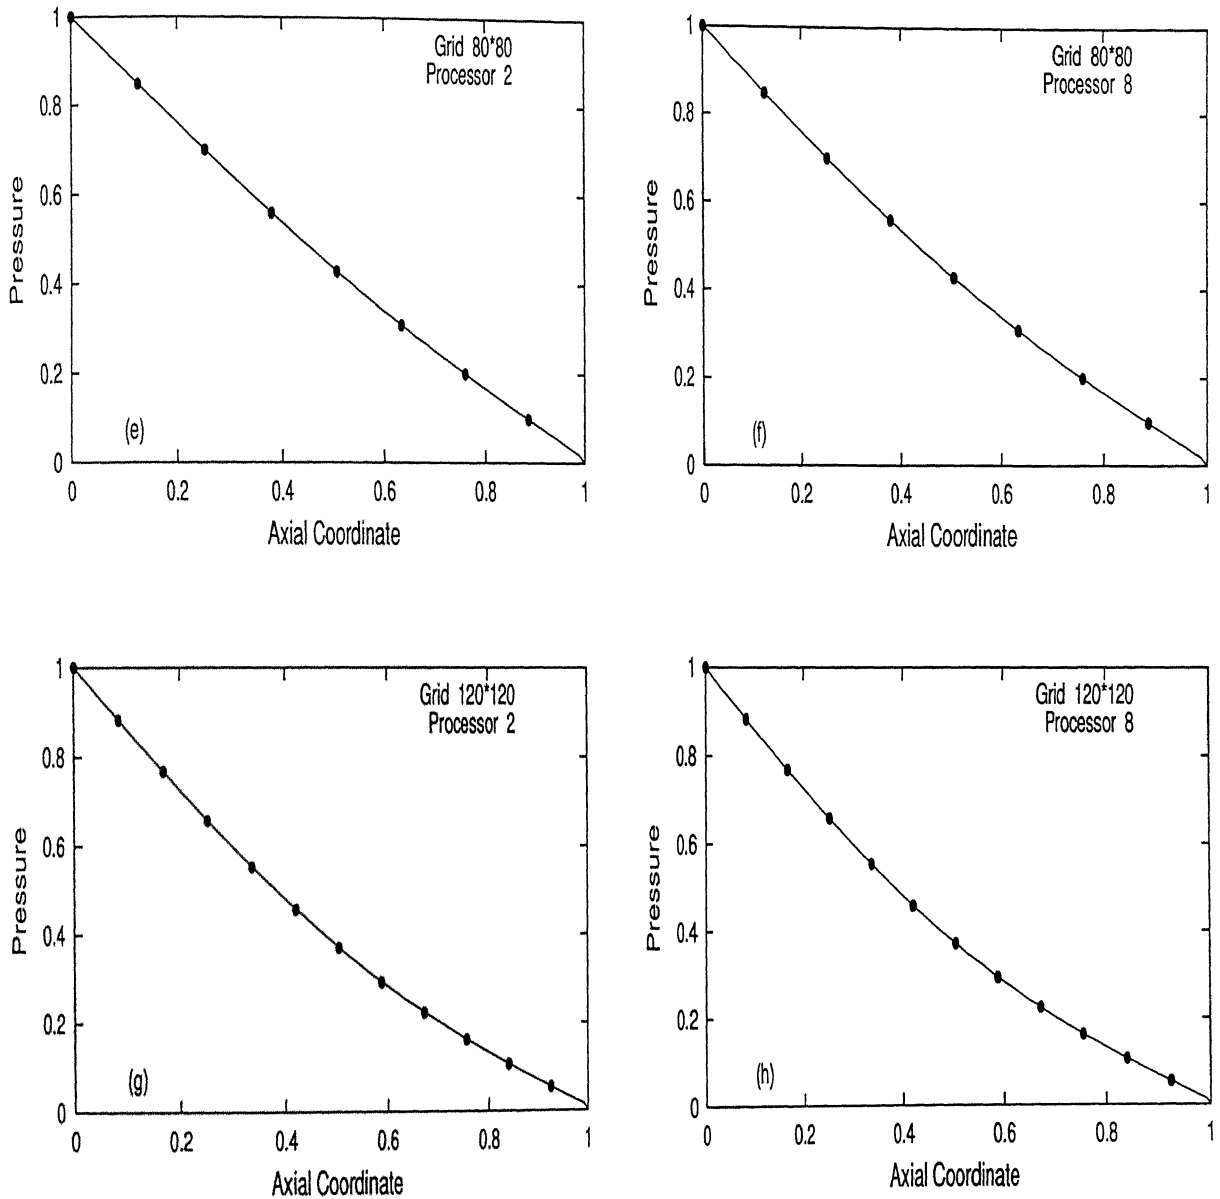 1
Grid 80*80
Processor 2
0.8
0.6
Pressure
0.4
0.2
(e)
0
0 0.2 0.4 0.6 0.8 1
Axial Coordinate
1
Grid 80*80
Processor 8
0.8
0.6
Pressure
0.4
0.2
(f)
0
0 0.2 0.4 0.6 0.8 1
Axial Coordinate
1
Grid 120*120
Processor 2
0.8
0.6
Pressure
0.4
0.2
(g)
0
0 0.2 0.4 0.6 0.8 1
Axial Coordinate
1
Grid 120*120
Processor 8
0.8
0.6
Pressure
0.4
0.2
(h)
0
0 0.2 0.4 0.6 0.8 1
Axial Coordinate